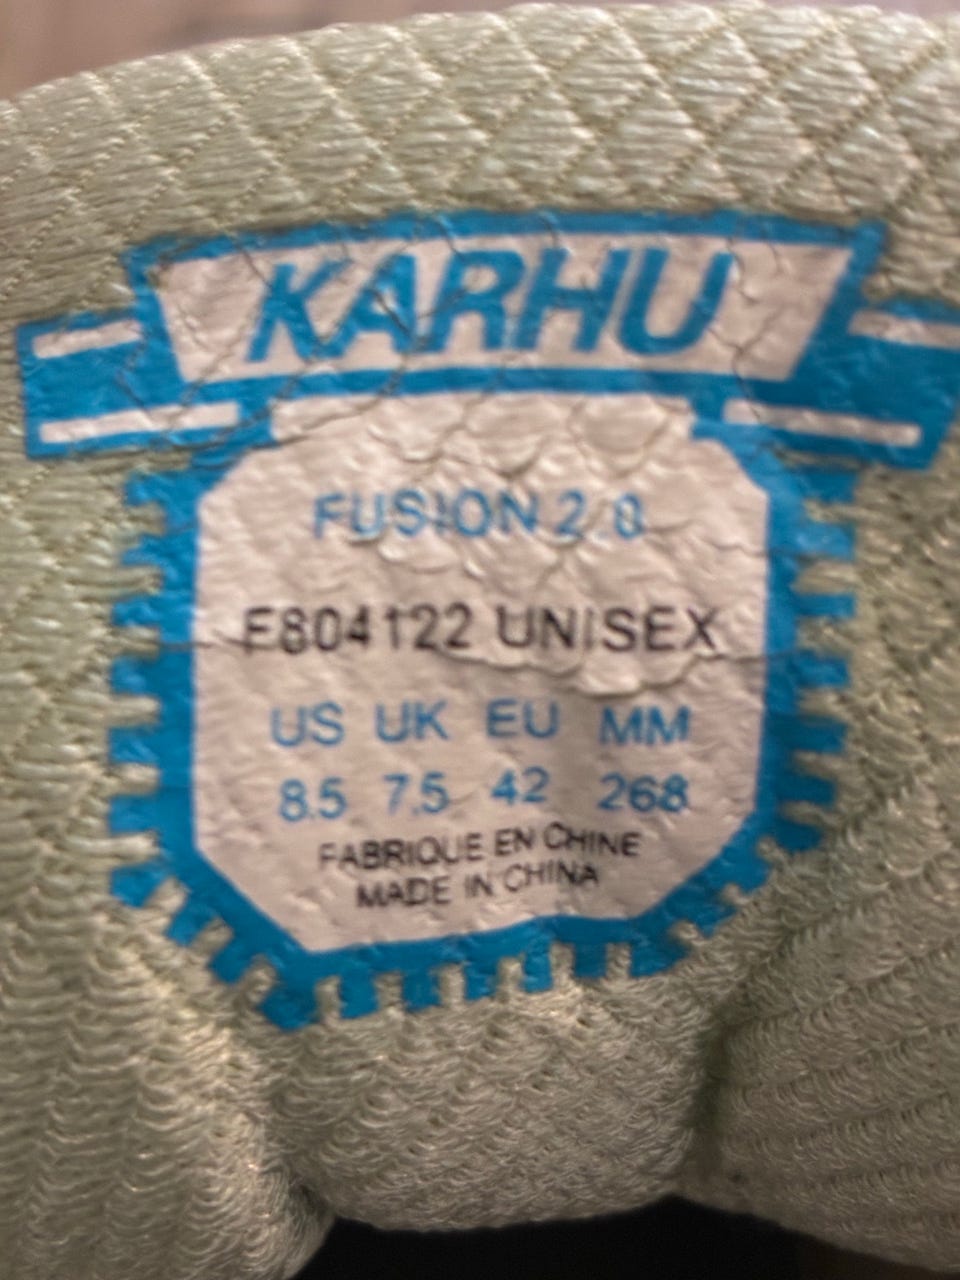 KARHU
FUSION 2.0
F804122 UNISEX
US UK EU MM
8.5 7.5 42 268
FABRIQUE EN CHINE
MADE IN CHINA